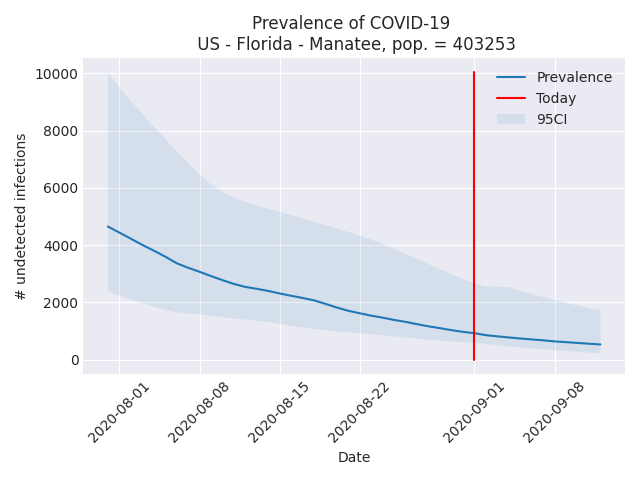 Prevalence of COVID-19
US - Florida - Manatee, pop. = 403253
10000
8000
6000
4000
2000
0
# undetected infections
Prevalence
Today
95CI
2020-08-01
2020-08-08
2020-08-15
2020-08-22
2020-09-01
2020-09-08
Date